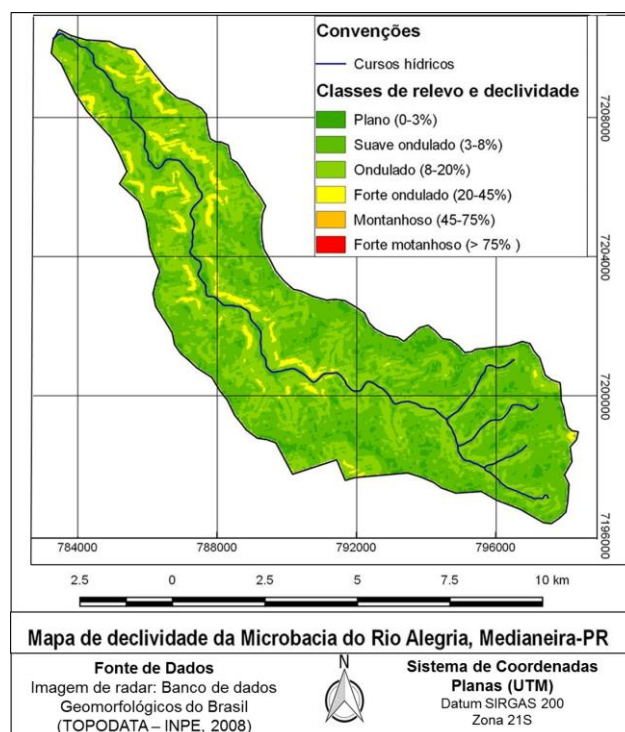 Convenções
Cursos hídricos
Classes de relevo e declividade
Plano (0-3%)
Suave ondulado (3-8%)
Ondulado (8-20%)
Forte ondulado (20-45%)
Montanhoso (45-75%)
Forte motanhoso (> 75% )
7208000
7204000
7200000
7196000
784000
788000
792000
796000
2.5 0 2.5 5 7.5 10 km
Mapa de declividade da Microbacia do Rio Alegria, Medianeira-PR
Fonte de Dados
Imagem de radar: Banco de dados
Geomorfológicos do Brasil
(TOPODATA – INPE, 2008)
N
Sistema de Coordenadas
Planas (UTM)
Datum SIRGAS 200
Zona 21S